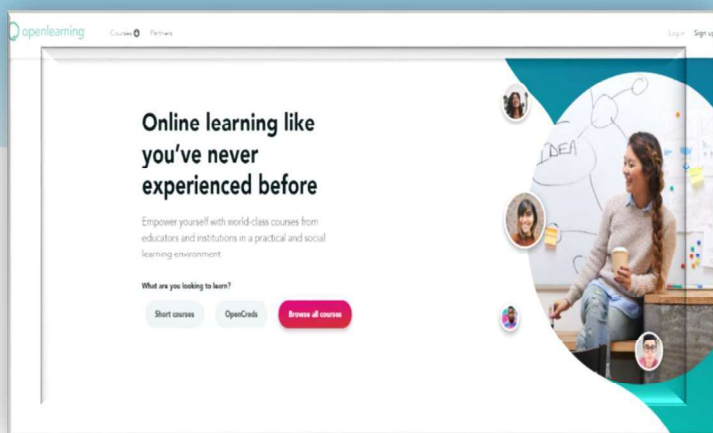 openlearning
Courses Partners
Log in Sign up
Online learning like
you've never
experienced before
Empower yourself with world-class courses from
educators and institutions in a practical and social
learning environment
What are you looking to learn?
Short courses OpenCreds Browse all courses
IDEA